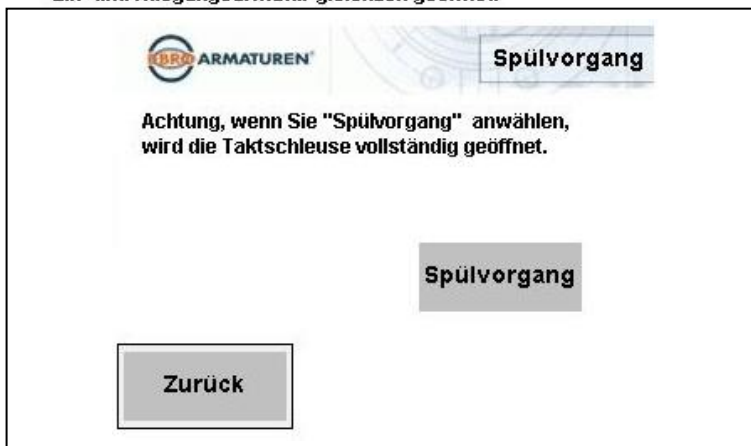 EBRO ARMATUREN
Spülvorgang
Achtung, wenn Sie "Spülvorgang" anwählen,
wird die Taktschleuse vollständig geöffnet.
Spülvorgang
Zurück